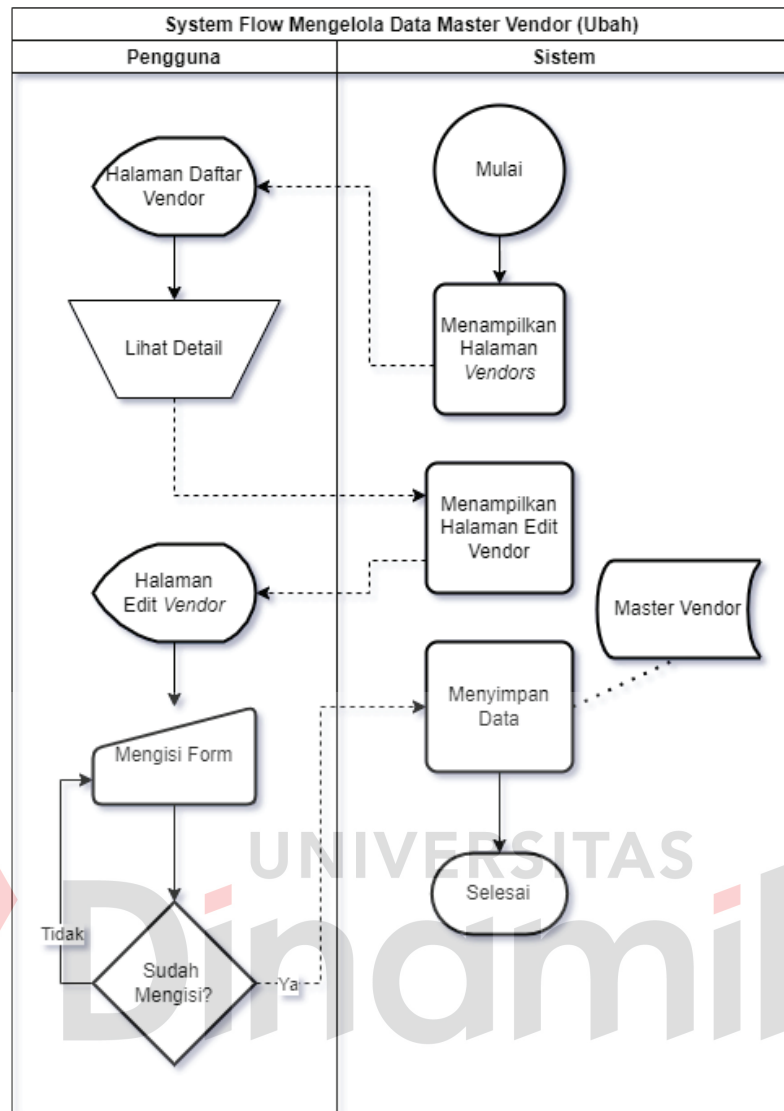 System Flow Mengelola Data Master Vendor (Ubah)
Pengguna
Sistem
Halaman Daftar
Vendor
Mulai
Lihat Detail
Menampilkan
Halaman
Vendors
Menampilkan
Halaman Edit
Vendor
Halaman
Edit Vendor
Master Vendor
Menyimpan
Data
Mengisi Form
Selesai
Tidak
Sudah
Mengisi?
Ya
UNIVERSITAS
Dinamik